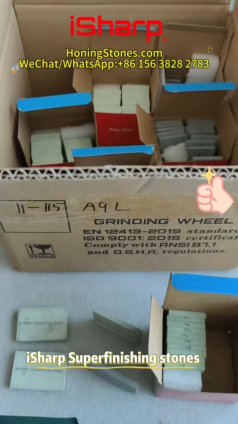 iSharp
HoningStones.com
WeChat/WhatsApp:+86 156 3828 2783
11-115 A9L
GRINDING WHEEL
EN 12413-2019 standard
ISO 9001: 2015 certificat
Comply with ANSI B7.1
and O.S.H.A. regulations.
iSharp Superfinishing stones